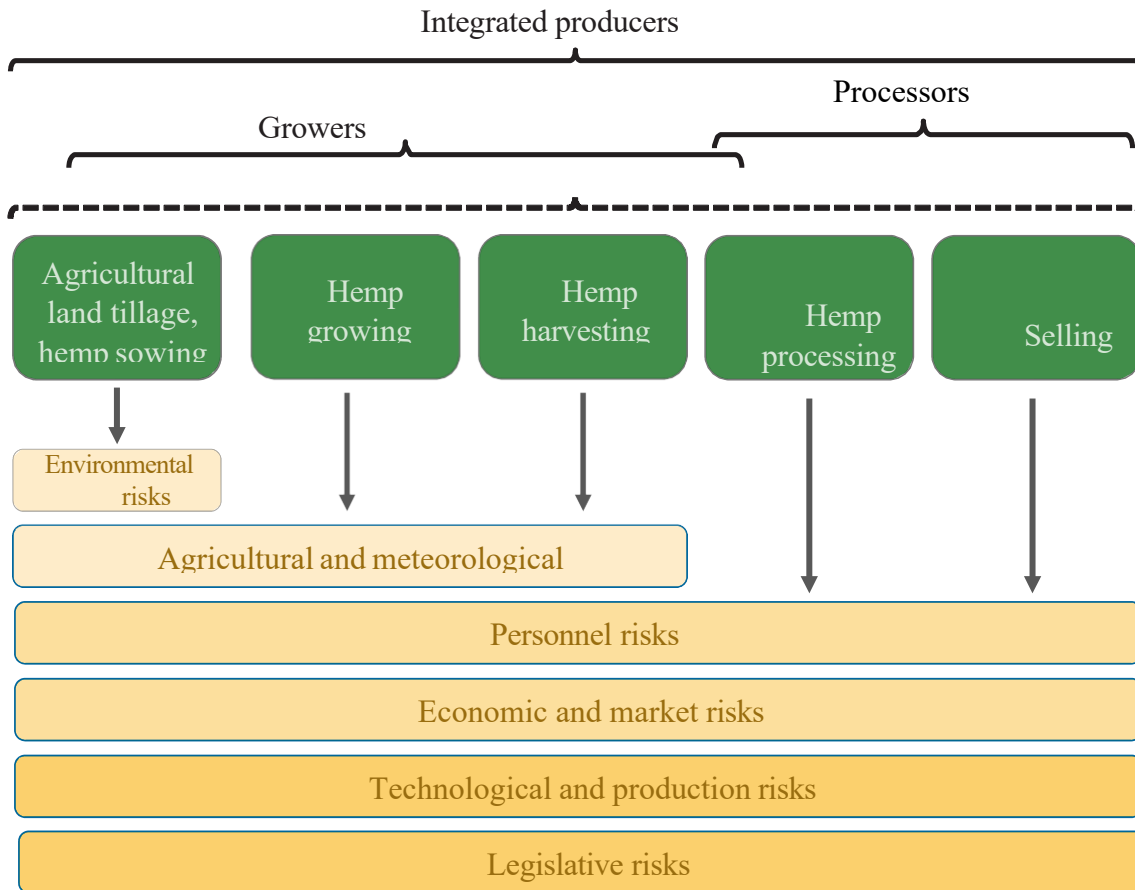 Integrated producers
Processors
Growers
Agricultural
land tillage,
hemp sowing
Hemp
growing
Hemp
harvesting
Hemp
processing
Selling
Environmental
risks
Agricultural and meteorological
Personnel risks
Economic and market risks
Technological and production risks
Legislative risks